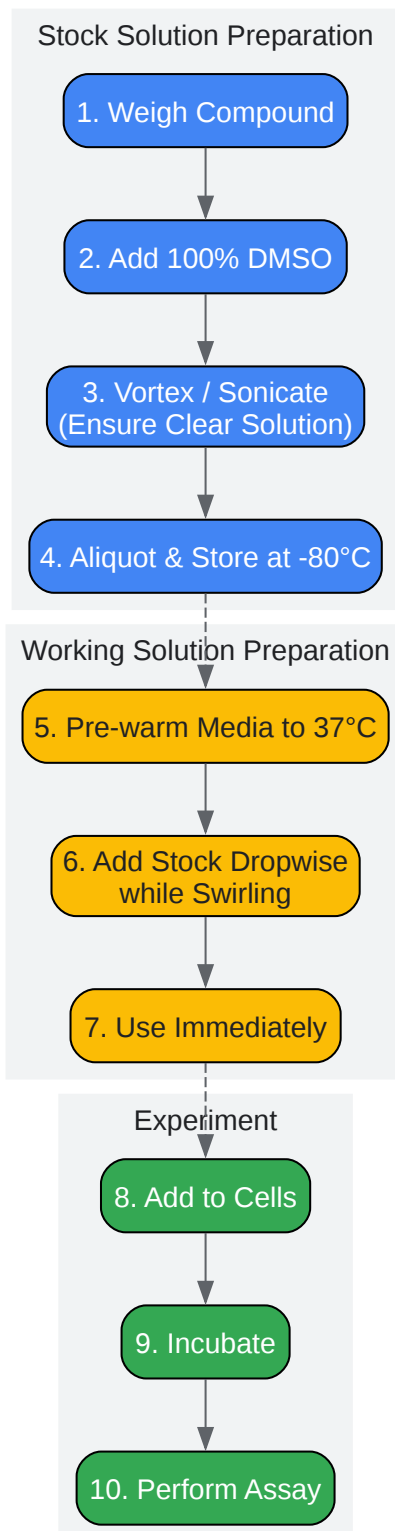 Stock Solution Preparation
1. Weigh Compound
2. Add 100% DMSO
3. Vortex / Sonicate
(Ensure Clear Solution)
4. Aliquot & Store at -80°C
Working Solution Preparation
5. Pre-warm Media to 37°C
6. Add Stock Dropwise
while Swirling
7. Use Immediately
Experiment
8. Add to Cells
9. Incubate
10. Perform Assay